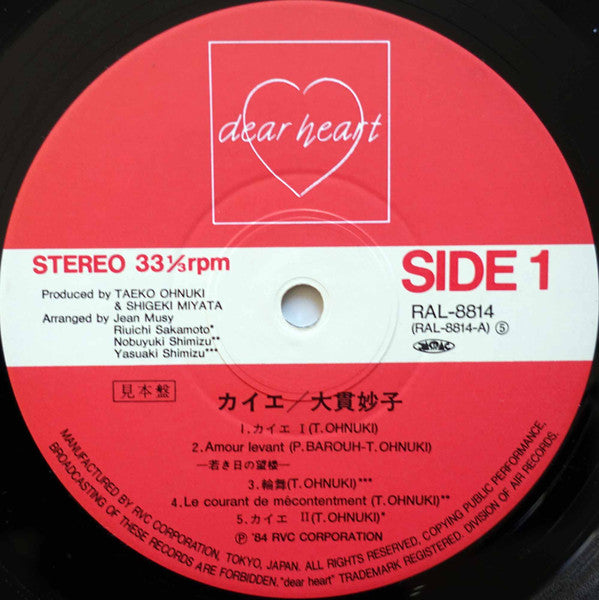 dear heart
STEREO 33⅓rpm
SIDE 1
Produced by TAEKO OHNUKI
& SHIGEKI MIYATA
Arranged by Jean Musy
Riuichi Sakamoto*
Nobuyuki Shimizu**
Yasuaki Shimizu***
RAL-8814
(RAL-8814-A) ⑤
見本盤
カイエ/大貫妙子
1.カイエ I(T.OHNUKI)
2.Amour levant (P.BAROUH-T.OHNUKI)
—若き日の望楼—
3.輪舞(T.OHNUKI)***
4.Le courant de mécontentment (T.OHNUKI)**
5.カイエ II(T.OHNUKI)*
Ⓟ '84 RVC CORPORATION
MANUFACTURED BY RVC CORPORATION, TOKYO, JAPAN. ALL RIGHTS RESERVED, COPYING PUBLIC PERFORMANCE,
BROADCASTING OF THESE RECORDS ARE FORBIDDEN. "dear heart" TRADEMARK REGISTERED. DIVISION OF AIR RECORDS.